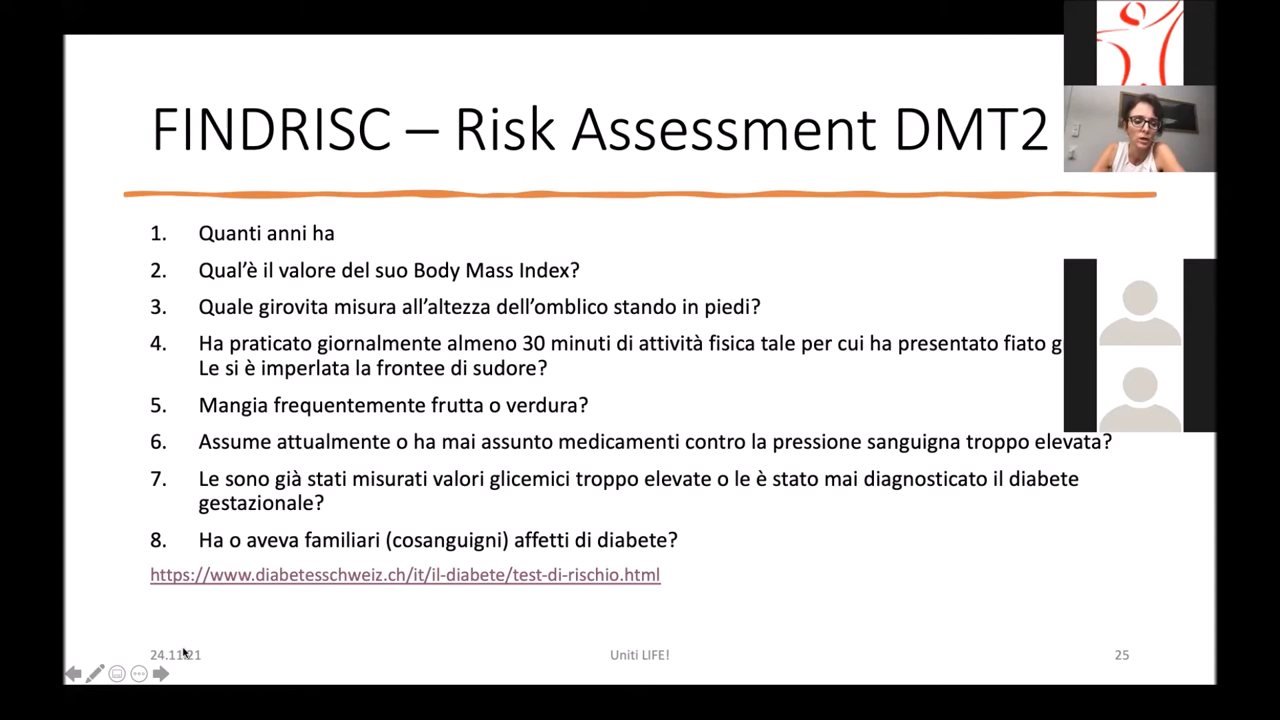 FINDRISC – Risk Assessment DMT2
1. Quanti anni ha
2. Qual’è il valore del suo Body Mass Index?
3. Quale girovita misura all’altezza dell’omblico stando in piedi?
4. Ha praticato giornalmente almeno 30 minuti di attività fisica tale per cui ha presentato fiato
Le si è imperlata la frontee di sudore?
5. Mangia frequentemente frutta o verdura?
6. Assume attualmente o ha mai assunto medicamenti contro la pressione sanguigna troppo elevata?
7. Le sono già stati misurati valori glicemici troppo elevate o le è stato mai diagnosticato il diabete
gestazionale?
8. Ha o aveva familiari (cosanguigni) affetti di diabete?
https://www.diabetesschweiz.ch/it/il-diabete/test-di-rischio.html
24.11.21
Uniti LIFE!
25